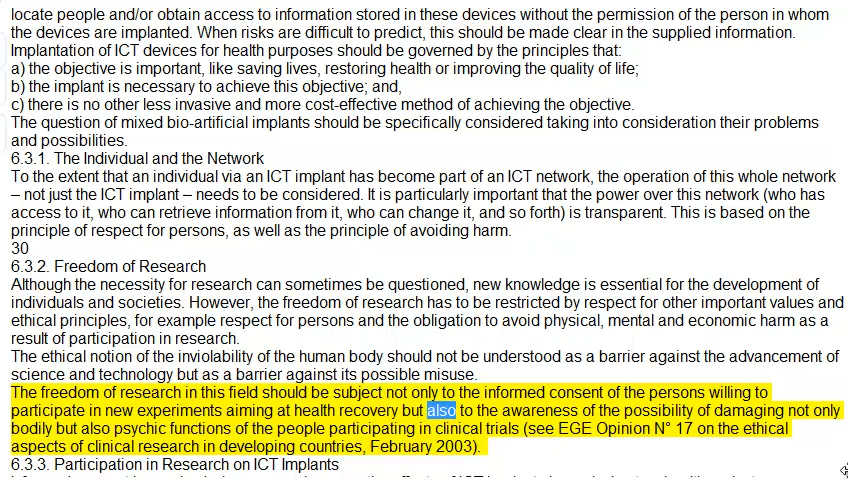 locate people and/or obtain access to information stored in these devices without the permission of the person in whom
the devices are implanted. When risks are difficult to predict, this should be made clear in the supplied information.
Implantation of ICT devices for health purposes should be governed by the principles that:
a) the objective is important, like saving lives, restoring health or improving the quality of life;
b) the implant is necessary to achieve this objective; and,
c) there is no other less invasive and more cost-effective method of achieving the objective.
The question of mixed bio-artificial implants should be specifically considered taking into consideration their problems
and possibilities.
6.3.1. The Individual and the Network
To the extent that an individual via an ICT implant has become part of an ICT network, the operation of this whole network
– not just the ICT implant – needs to be considered. It is particularly important that the power over this network (who has
access to it, who can retrieve information from it, who can change it, and so forth) is transparent. This is based on the
principle of respect for persons, as well as the principle of avoiding harm.
30
6.3.2. Freedom of Research
Although the necessity for research can sometimes be questioned, new knowledge is essential for the development of
individuals and societies. However, the freedom of research has to be restricted by respect for other important values and
ethical principles, for example respect for persons and the obligation to avoid physical, mental and economic harm as a
result of participation in research.
The ethical notion of the inviolability of the human body should not be understood as a barrier against the advancement of
science and technology but as a barrier against its possible misuse.
The freedom of research in this field should be subject not only to the informed consent of the persons willing to
participate in new experiments aiming at health recovery but also to the awareness of the possibility of damaging not only
bodily but also psychic functions of the people participating in clinical trials (see EGE Opinion N° 17 on the ethical
aspects of clinical research in developing countries, February 2003).
6.3.3. Participation in Research on ICT Implants